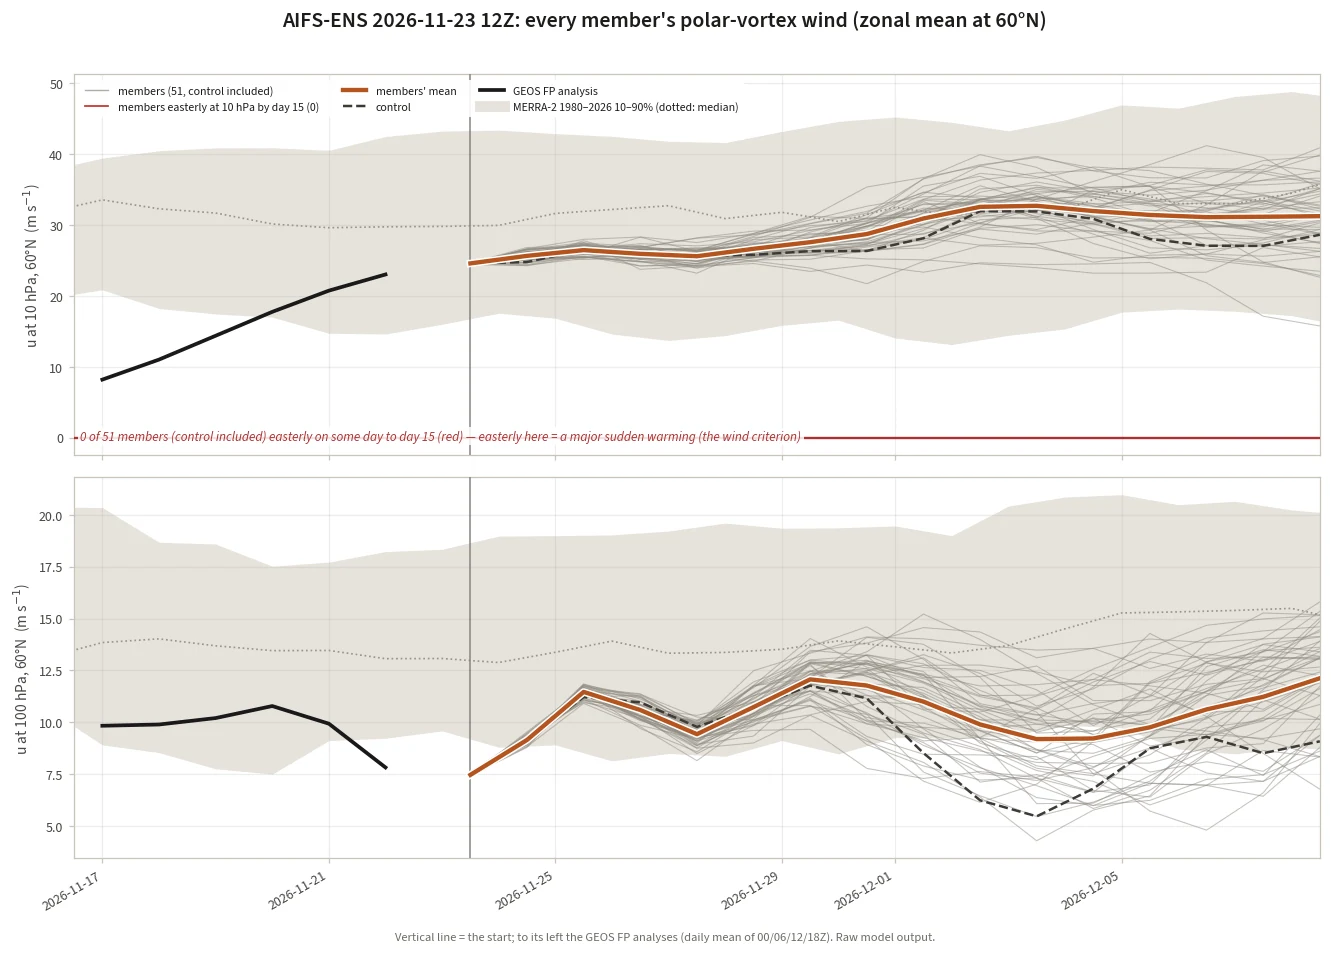 AIFS-ENS 2026-11-23 12Z: every member's polar-vortex wind (zonal mean at 60°N)
members (51, control included)
members easterly at 10 hPa by day 15 (0)
members' mean
control
GEOS FP analysis
MERRA-2 1980–2026 10–90% (dotted: median)
u at 10 hPa, 60°N (m s⁻¹)
50
40
30
20
10
0
0 of 51 members (control included) easterly on some day to day 15 (red) — easterly here = a major sudden warming (the wind criterion)
u at 100 hPa, 60°N (m s⁻¹)
20.0
17.5
15.0
12.5
10.0
7.5
5.0
2026-11-17
2026-11-21
2026-11-25
2026-11-29
2026-12-01
2026-12-05
Vertical line = the start; to its left the GEOS FP analyses (daily mean of 00/06/12/18Z). Raw model output.